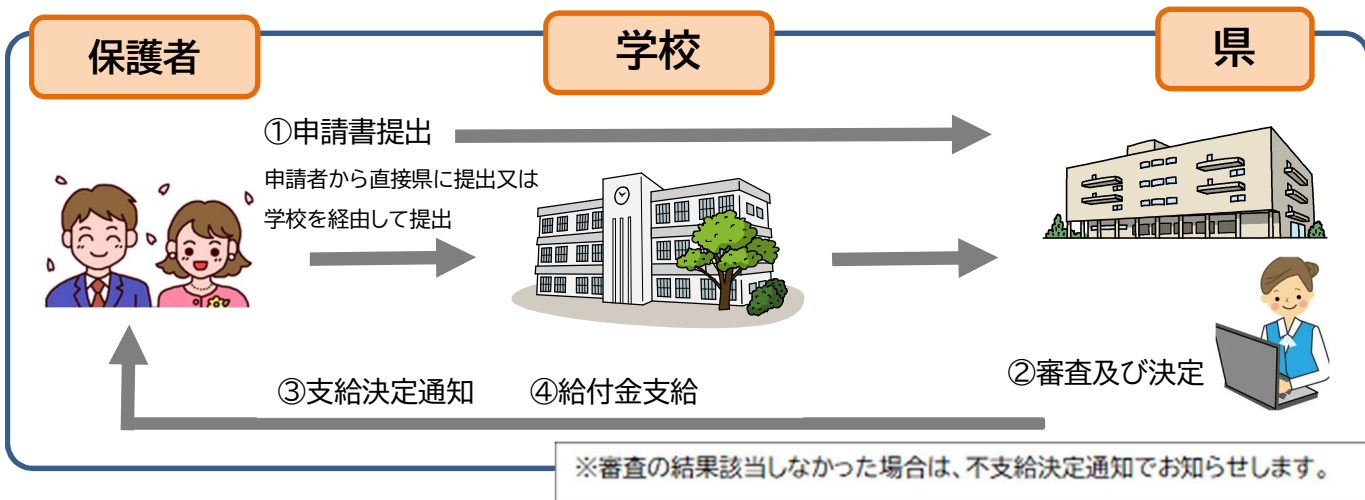 保護者
学校
県
①申請書提出
申請者から直接県に提出又は
学校を経由して提出
②審査及び決定
③支給決定通知
④給付金支給
※審査の結果該当しなかった場合は、不支給決定通知でお知らせします。